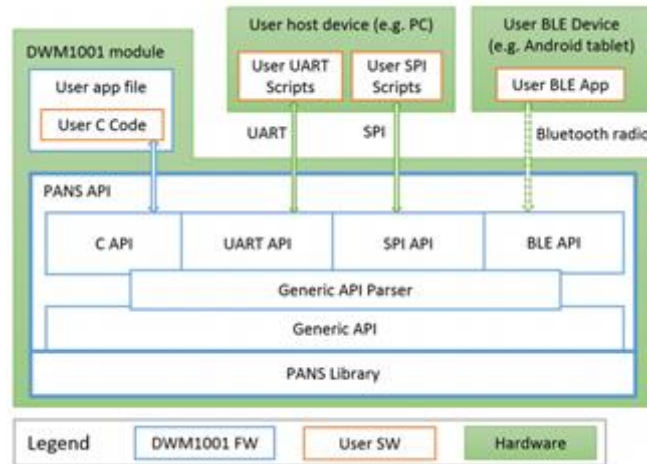 DWM1001 module
User app file
User C Code
User host device (e.g. PC)
User UART
Scripts
User SPI
Scripts
User BLE Device
(e.g. Android tablet)
User BLE App
UART
SPI
Bluetooth radio
PANS API
C API
UART API
SPI API
BLE API
Generic API Parser
Generic API
PANS Library
Legend
DWM1001 FW
User SW
Hardware